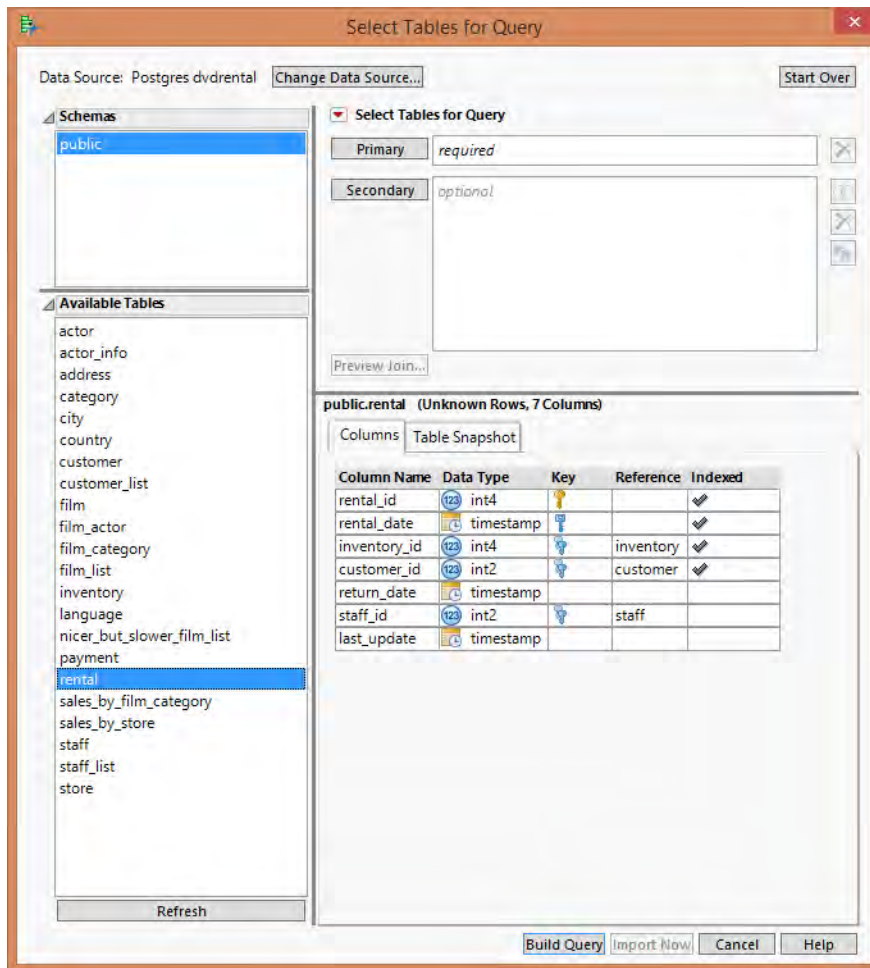 Select Tables for Query
Data Source: Postgres dvdrental Change Data Source... Start Over
Schemas
public
Select Tables for Query
Primary required
Secondary optional
Preview Join...
Available Tables
actor
actor_info
address
category
city
country
customer
customer_list
film
film_actor
film_category
film_list
inventory
language
nicer_but_slower_film_list
payment
rental
sales_by_film_category
sales_by_store
staff
staff_list
store
Refresh
public.rental (Unknown Rows, 7 Columns)
Columns Table Snapshot
Column Name Data Type Key Reference Indexed
rental_id 123 int4
rental_date timestamp
inventory_id 123 int4 inventory
customer_id 123 int2 customer
return_date timestamp
staff_id 123 int2 staff
last_update timestamp
Build Query Import Now Cancel Help